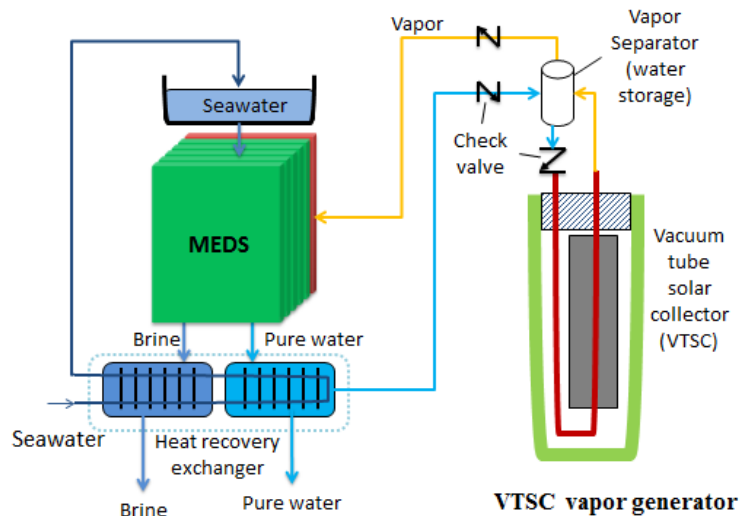 Vapor
Vapor
Separator
(water
storage)
Seawater
Check
valve
MEDS
Vacuum
tube
solar
collector
(VTSC)
Brine
Pure water
Seawater
Heat recovery
exchanger
Brine
Pure water
VTSC vapor generator